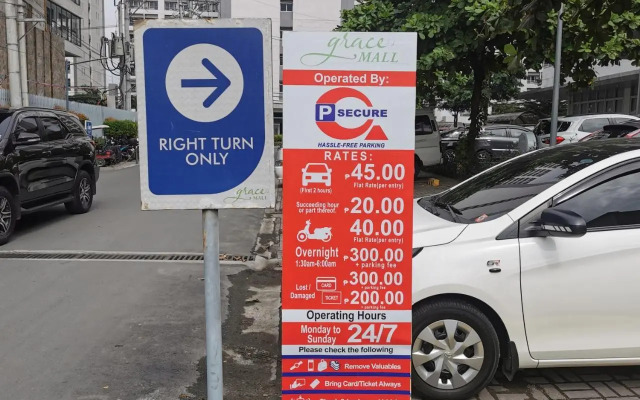 RIGHT TURN
ONLY
grace
MALL
grace
MALL
Operated By:
P SECURE
HASSLE-FREE PARKING
RATES:
(First 2 hours)
₱45.00
Flat Rate(per entry)
Succeeding hour
or part thereof.
₱20.00
40.00
Flat Rate(per entry)
Overnight
1:30am-6:00am
₱300.00
+ parking fee
Lost /
Damaged
CARD
₱300.00
+ parking fee
TICKET
₱200.00
+ parking fee
Operating Hours
Monday to
Sunday
24/7
Please check the following
Remove Valuables
Bring Card/Ticket Always